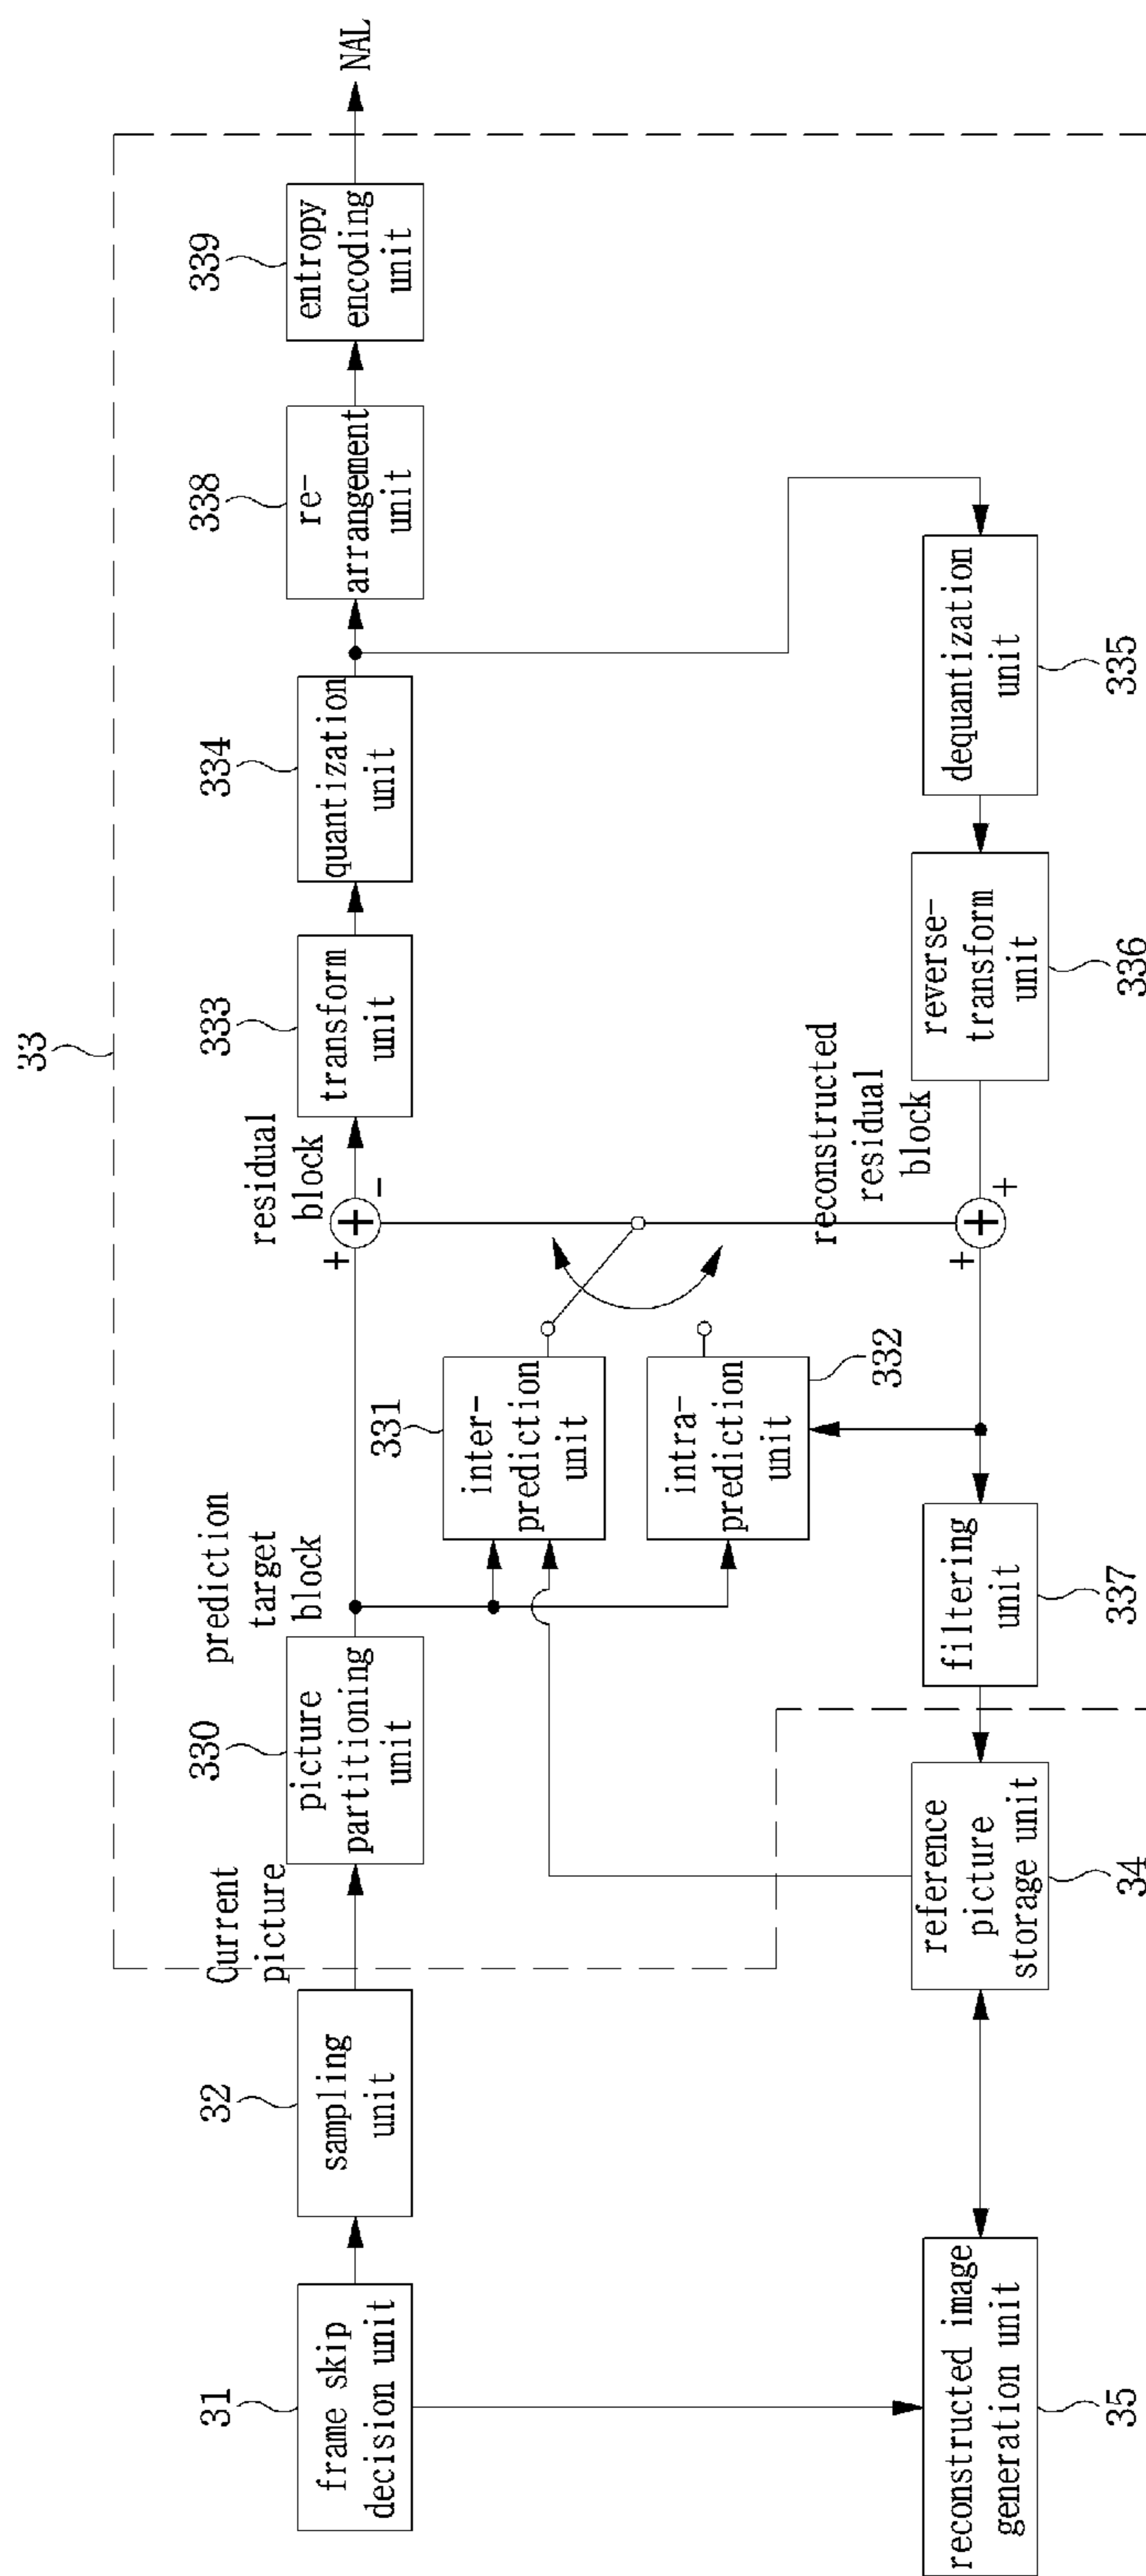 33
31
frame skip
decision unit
32
sampling
unit
Current
picture
330
picture
partitioning
unit
prediction
target
block
+
-
residual
block
333
transform
unit
334
quantization
unit
338
re-
arrangement
unit
339
entropy
encoding
unit
NAL
331
inter-
prediction
unit
332
intra-
prediction
unit
reconstructed image
generation unit
35
reference
picture
storage unit
34
filtering
unit
337
+
+
reconstructed
residual
block
reverse-
transform
unit
336
dequantization
unit
335